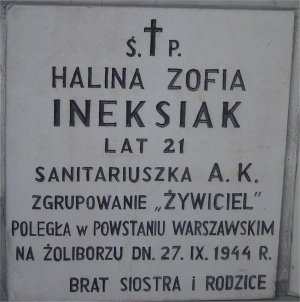 Ś. † P.
HALINA ZOFIA
INEKSIAK
LAT 21
SANITARIUSZKA A. K.
ZGRUPOWANIE „ŻYWICIEL"
POLEGŁA w POWSTANIU WARSZAWSKIM
NA ŻOLIBORZU DN. 27. IX. 1944 R.
BRAT SIOSTRA i RODZICE